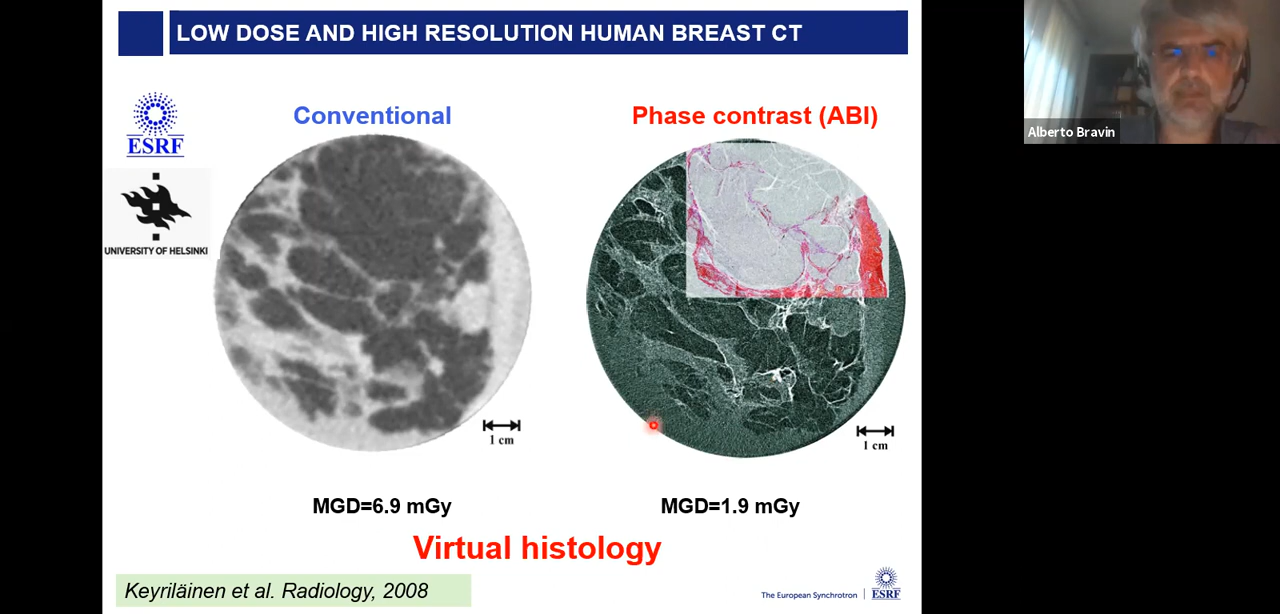 LOW DOSE AND HIGH RESOLUTION HUMAN BREAST CT
Alberto Bravin
ESRF
UNIVERSITY OF HELSINKI
Conventional
Phase contrast (ABI)
1 cm
1 cm
MGD=6.9 mGy
MGD=1.9 mGy
Virtual histology
Keyriläinen et al. Radiology, 2008
The European Synchrotron
ESRF